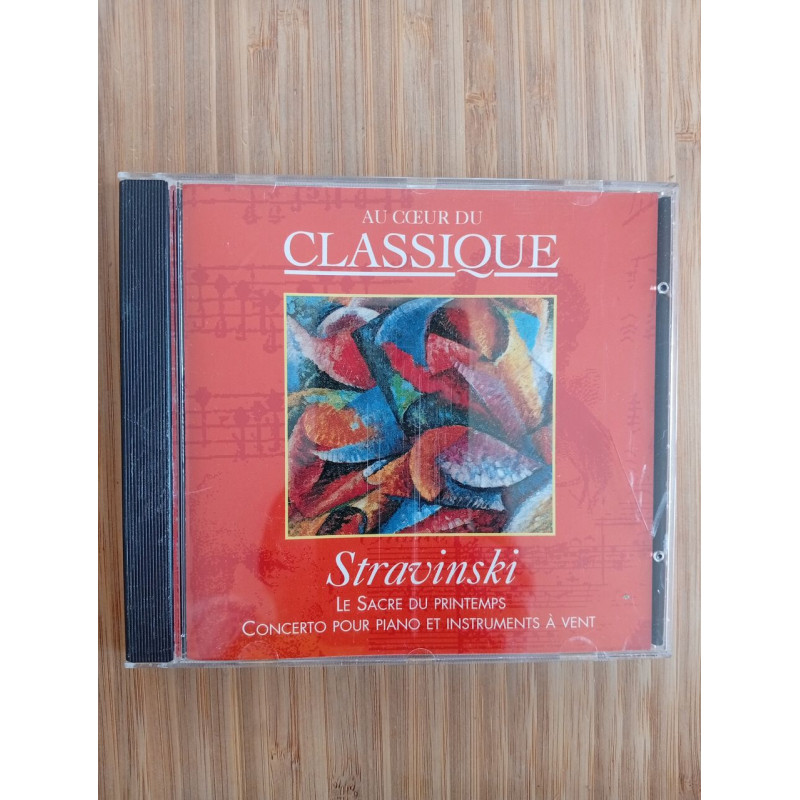 AU CŒUR DU
CLASSIQUE
Stravinski
LE SACRE DU PRINTEMPS
CONCERTO POUR PIANO ET INSTRUMENTS À VENT